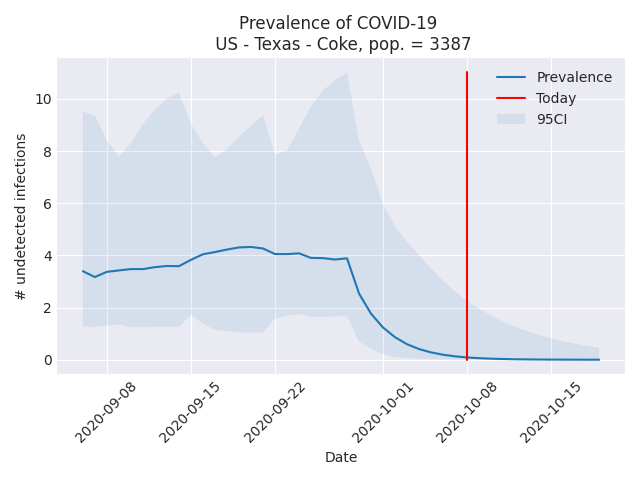 Prevalence of COVID-19
US - Texas - Coke, pop. = 3387
Prevalence
Today
95CI
# undetected infections
10
8
6
4
2
0
2020-09-08
2020-09-15
2020-09-22
2020-10-01
2020-10-08
2020-10-15
Date